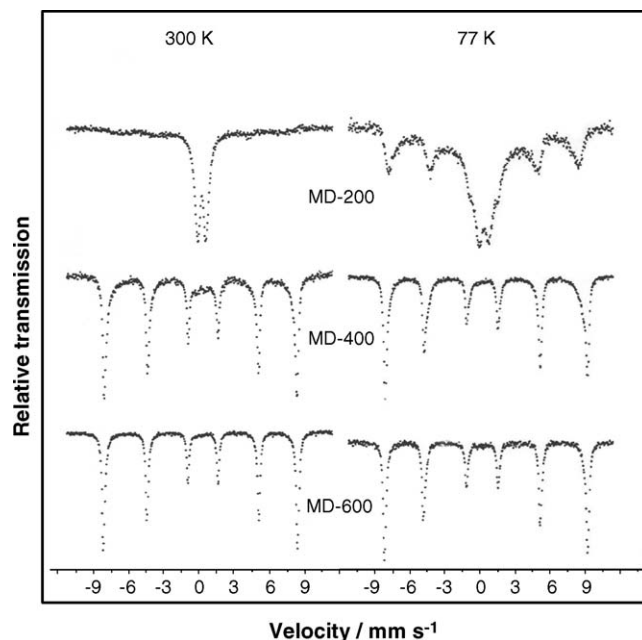 300 K 77 K
MD-200
MD-400
MD-600
Relative transmission
-9 -6 -3 0 3 6 9 -9 -6 -3 0 3 6 9
Velocity / mm s-1